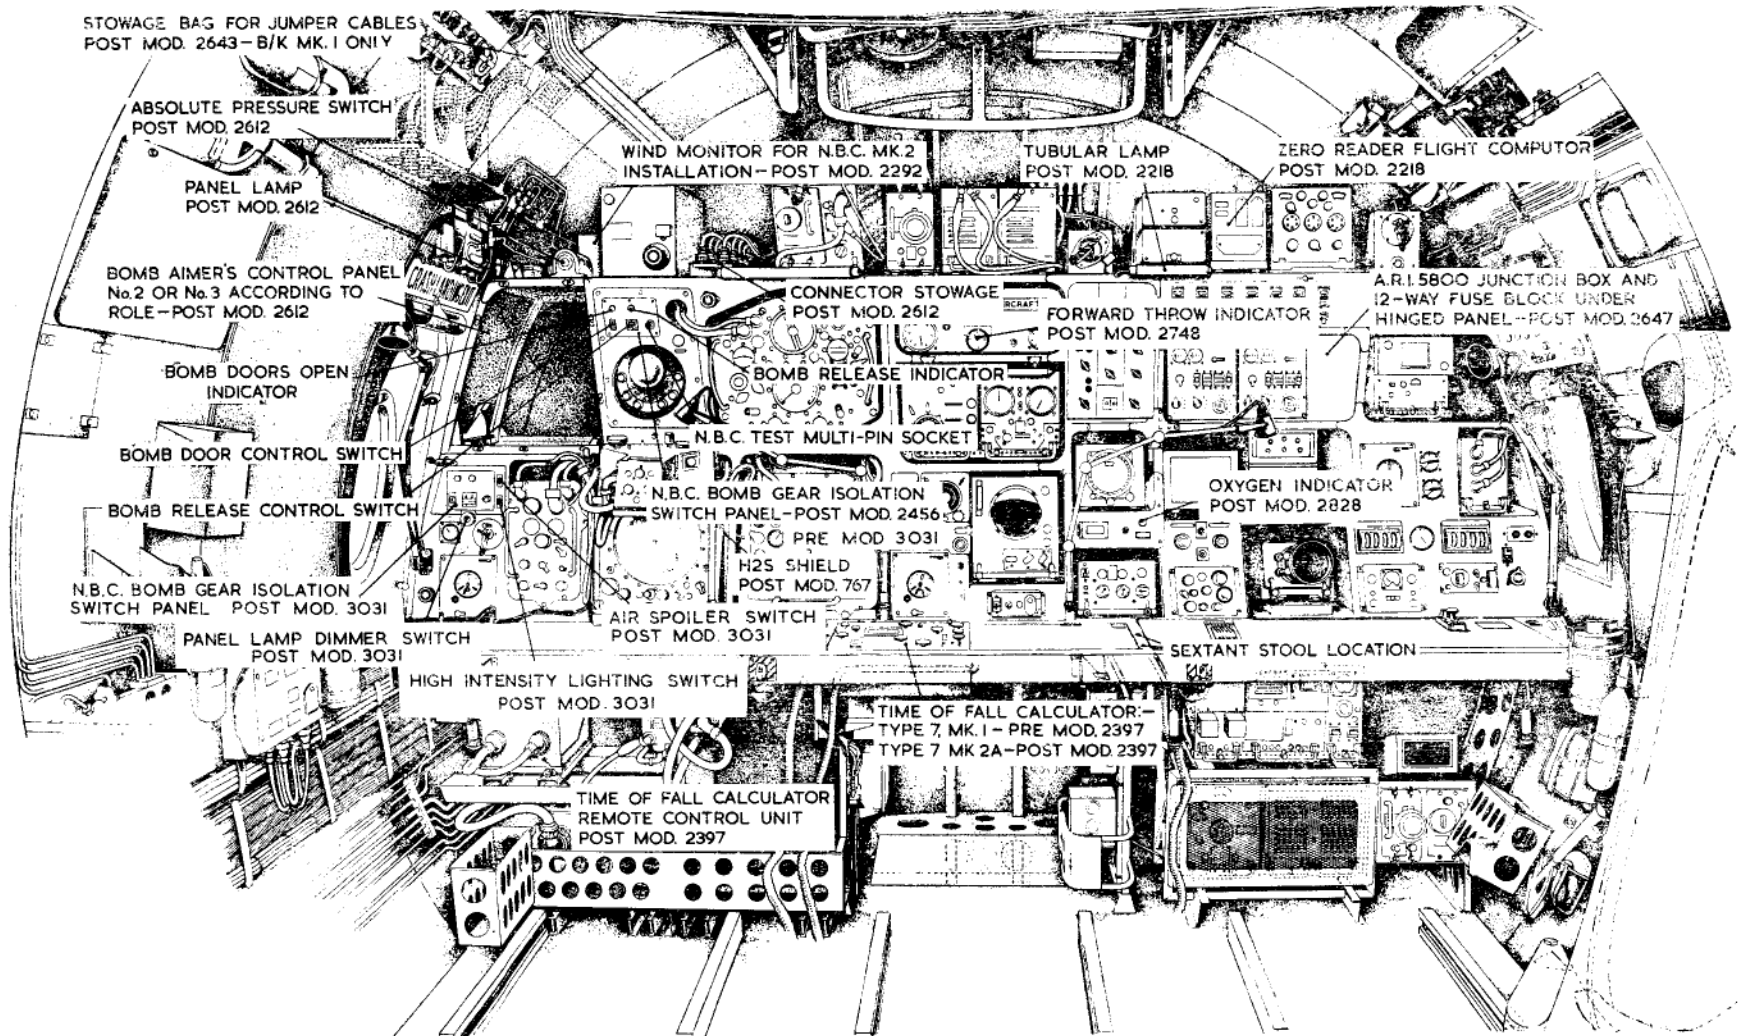 STOWAGE BAG FOR JUMPER CABLES
POST MOD. 2643-B/K MK. I ONLY
ABSOLUTE PRESSURE SWITCH
POST MOD. 2612
PANEL LAMP
POST MOD. 2612
BOMB AIMER'S CONTROL PANEL
No.2 OR No.3 ACCORDING TO
ROLE-POST MOD. 2612
BOMB DOORS OPEN
INDICATOR
BOMB DOOR CONTROL SWITCH
BOMB RELEASE CONTROL SWITCH
N.B.C. BOMB GEAR ISOLATION
SWITCH PANEL POST MOD. 3031
PANEL LAMP DIMMER SWITCH
POST MOD. 3031
HIGH INTENSITY LIGHTING SWITCH
POST MOD. 3031
TIME OF FALL CALCULATOR
REMOTE CONTROL UNIT
POST MOD. 2397
WIND MONITOR FOR N.B.C. MK.2
INSTALLATION-POST MOD. 2292
CONNECTOR STOWAGE
POST MOD. 2612
BOMB RELEASE INDICATOR
N.B.C. TEST MULTI-PIN SOCKET
N.B.C. BOMB GEAR ISOLATION
SWITCH PANEL-POST MOD. 2456
PRE MOD 3031
H2S SHIELD
POST MOD. 767
AIR SPOILER SWITCH
POST MOD. 3031
TIME OF FALL CALCULATOR:-
TYPE 7, MK. I - PRE MOD. 2397
TYPE 7 MK 2A-POST MOD. 2397
TUBULAR LAMP
POST MOD. 2218
ZERO READER FLIGHT COMPUTOR
POST MOD. 2218
FORWARD THROW INDICATOR
POST MOD. 2748
A.R.I. 5800 JUNCTION BOX AND
12-WAY FUSE BLOCK UNDER
HINGED PANEL-POST MOD. 2647
OXYGEN INDICATOR
POST MOD. 2828
SEXTANT STOOL LOCATION